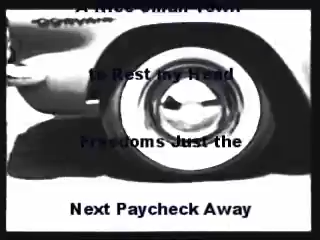 A Nice Small Town
to Rest my Head
Freedoms Just the
Next Paycheck Away